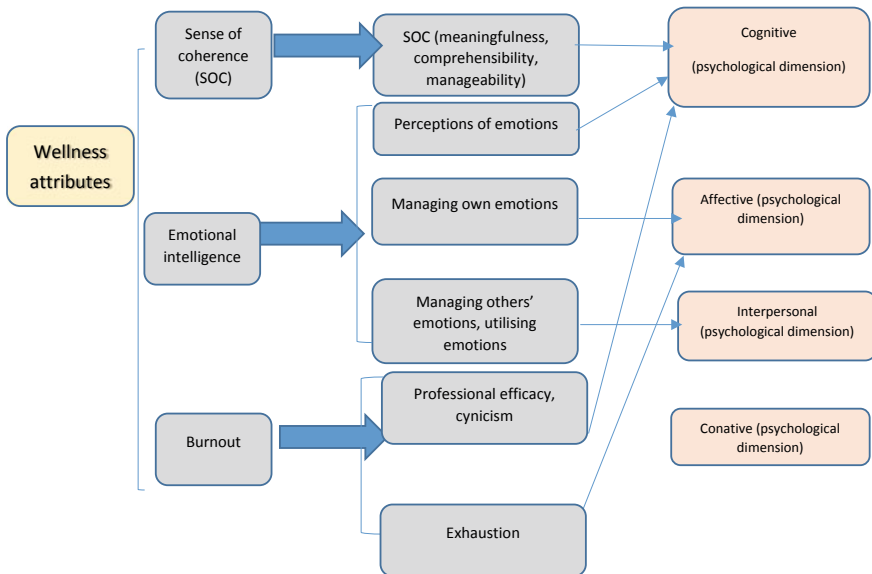 Wellness
attributes
Sense of
coherence
(SOC)
SOC (meaningfulness,
comprehensibility,
manageability)
Cognitive
(psychological dimension)
Perceptions of emotions
Emotional
intelligence
Managing own emotions
Affective (psychological
dimension)
Managing others’
emotions, utilising
emotions
Interpersonal
(psychological dimension)
Burnout
Professional efficacy,
cynicism
Conative (psychological
dimension)
Exhaustion